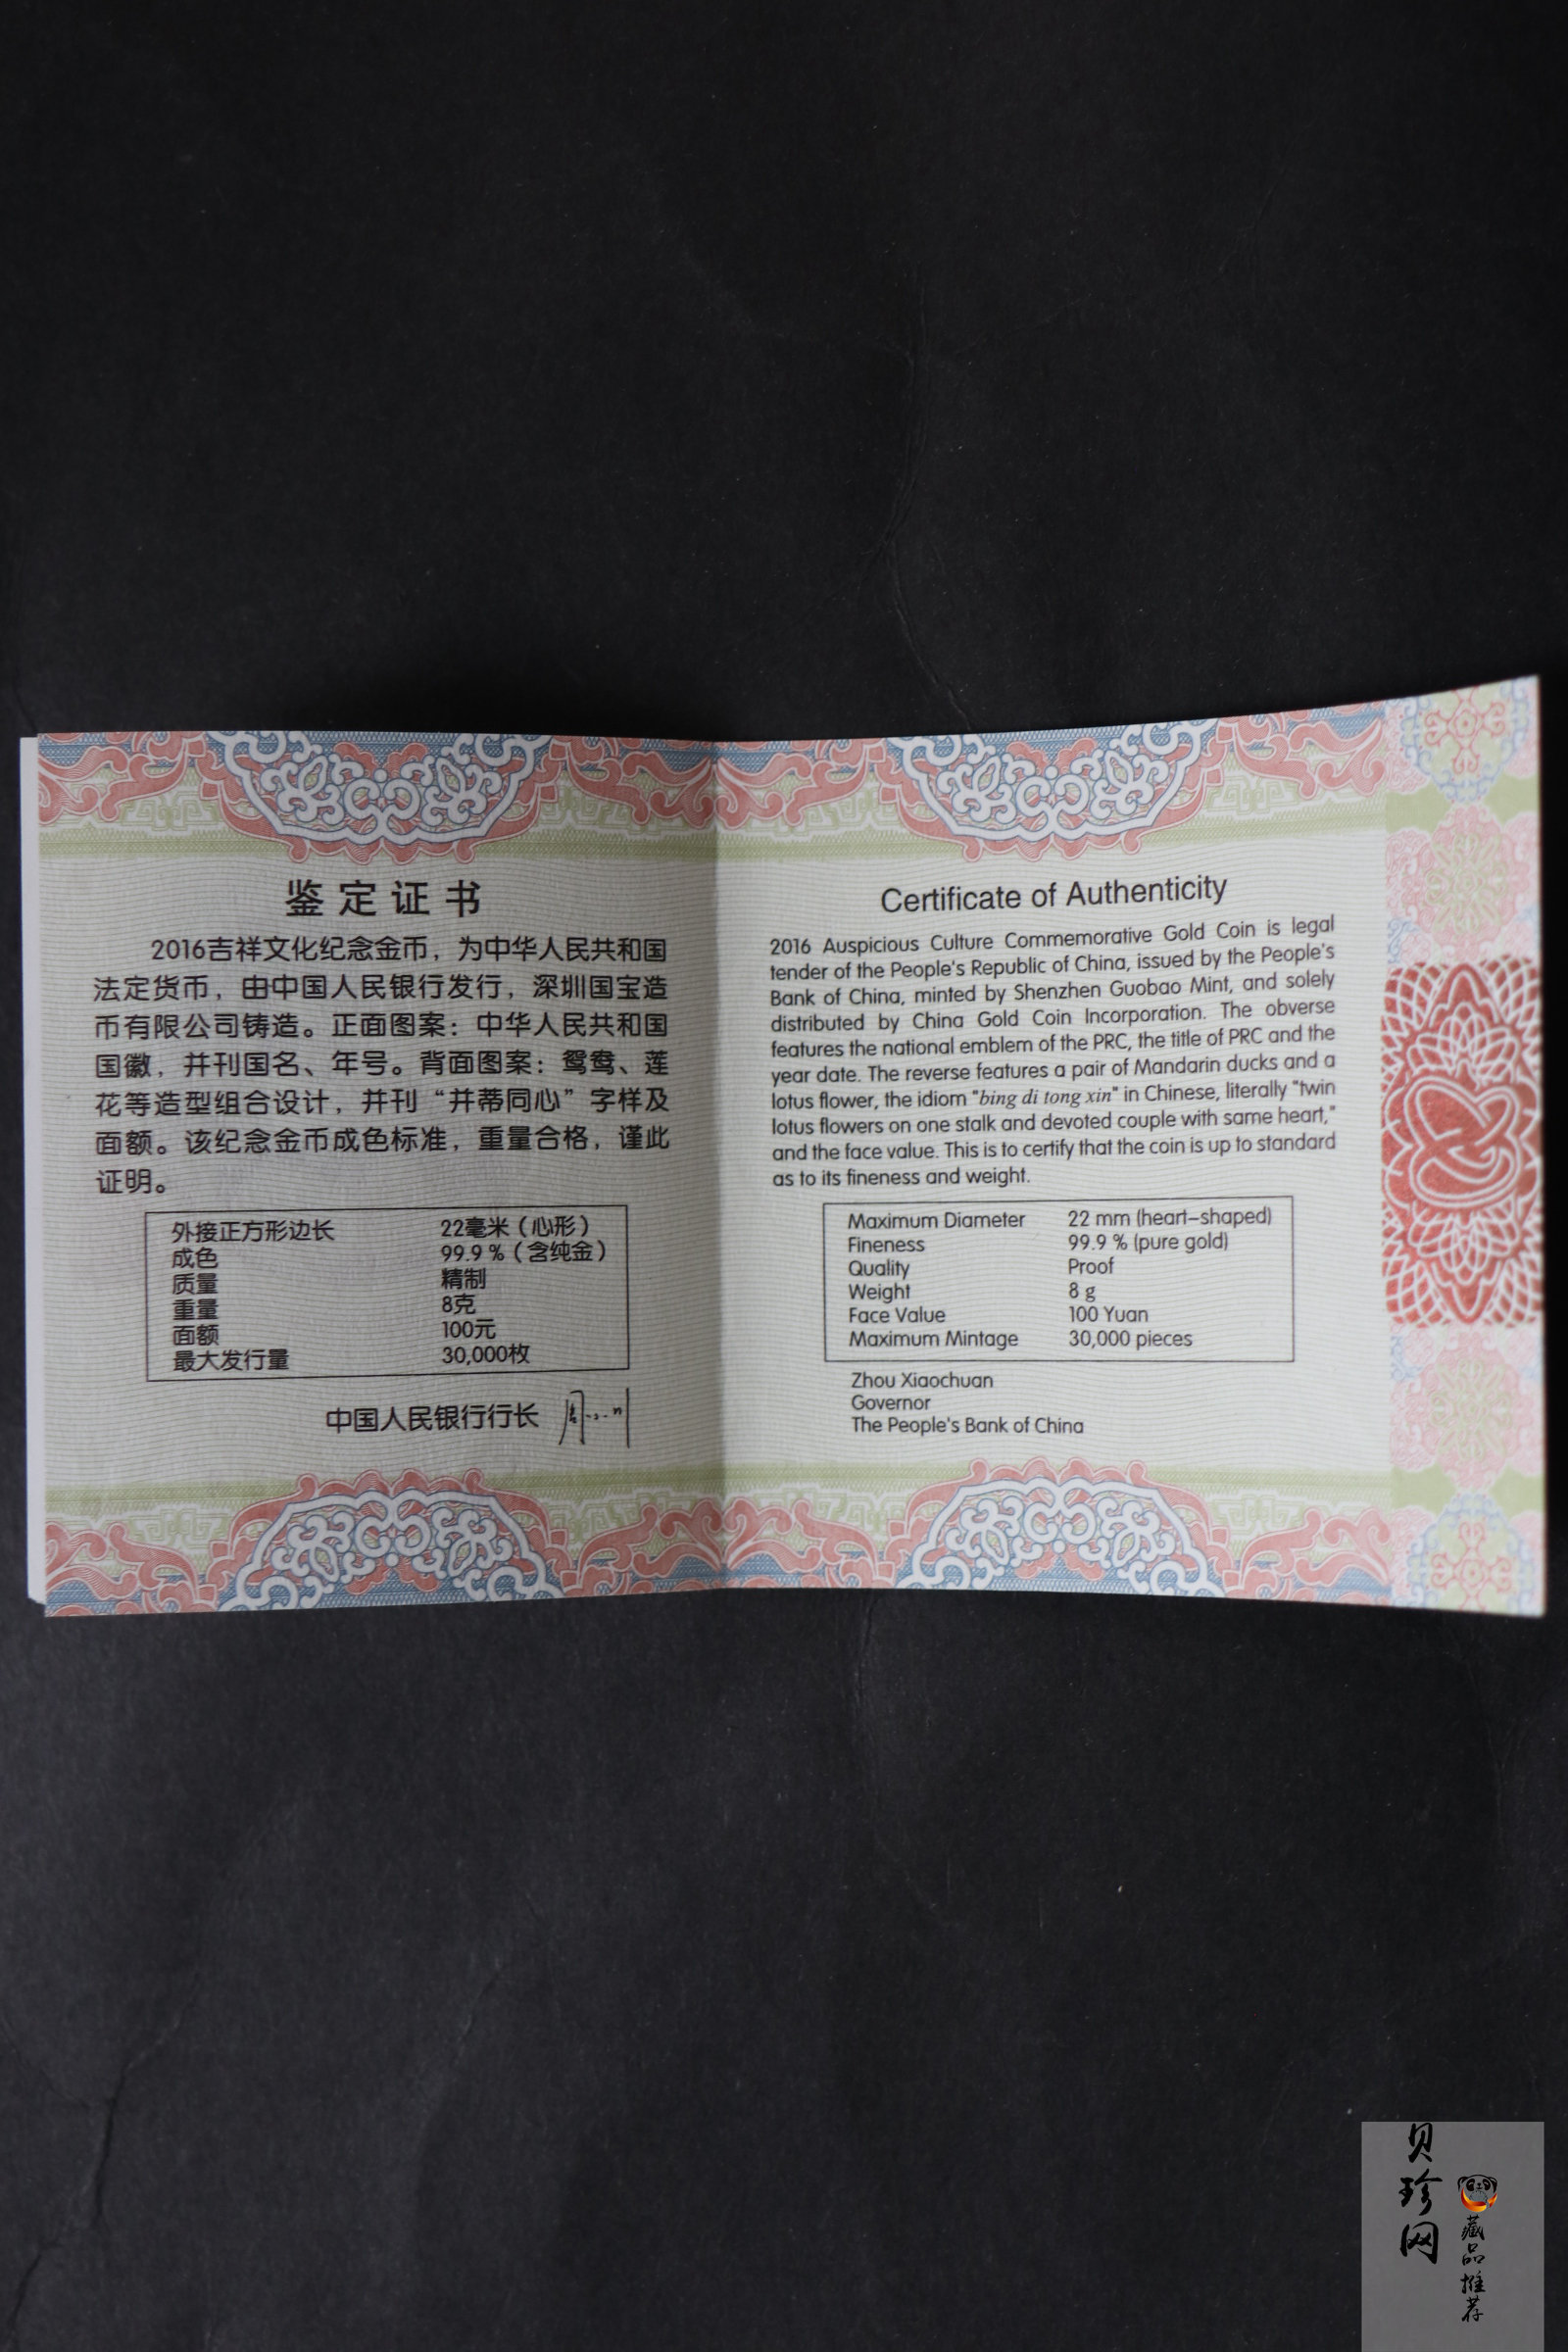 鉴定证书
2016吉祥文化纪念金币，为中华人民共和国
法定货币，由中国人民银行发行，深圳国宝造
币有限公司铸造。正面图案：中华人民共和国
国徽，并刊国名、年号。背面图案：鸳鸯、莲
花等造型组合设计，并刊“并蒂同心”字样及
面额。该纪念金币成色标准，重量合格，谨此
证明。
外接正方形边长 22毫米（心形）
成色 99.9 %（含纯金）
质量 精制
重量 8克
面额 100元
最大发行量 30,000枚
中国人民银行行长
Certificate of Authenticity
2016 Auspicious Culture Commemorative Gold Coin is legal
tender of the People's Republic of China, issued by the People's
Bank of China, minted by Shenzhen Guobao Mint, and solely
distributed by China Gold Coin Incorporation. The obverse
features the national emblem of the PRC, the title of PRC and the
year date. The reverse features a pair of Mandarin ducks and a
lotus flower, the idiom "bing di tong xin" in Chinese, literally "twin
lotus flowers on one stalk and devoted couple with same heart,"
and the face value. This is to certify that the coin is up to standard
as to its fineness and weight.
Maximum Diameter 22 mm (heart-shaped)
Fineness 99.9 % (pure gold)
Quality Proof
Weight 8 g
Face Value 100 Yuan
Maximum Mintage 30,000 pieces
Zhou Xiaochuan
Governor
The People's Bank of China
贝珍网
藏品推荐